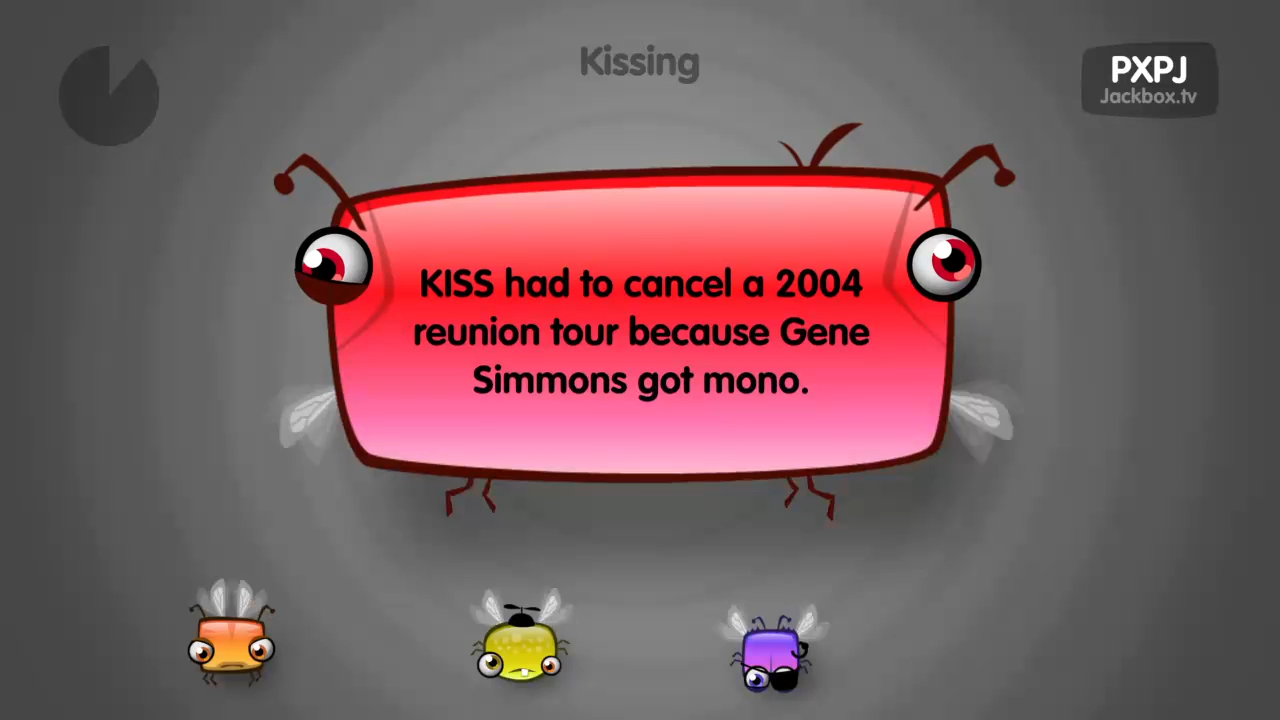 Kissing
PXPJ
Jackbox.tv
KISS had to cancel a 2004
reunion tour because Gene
Simmons got mono.